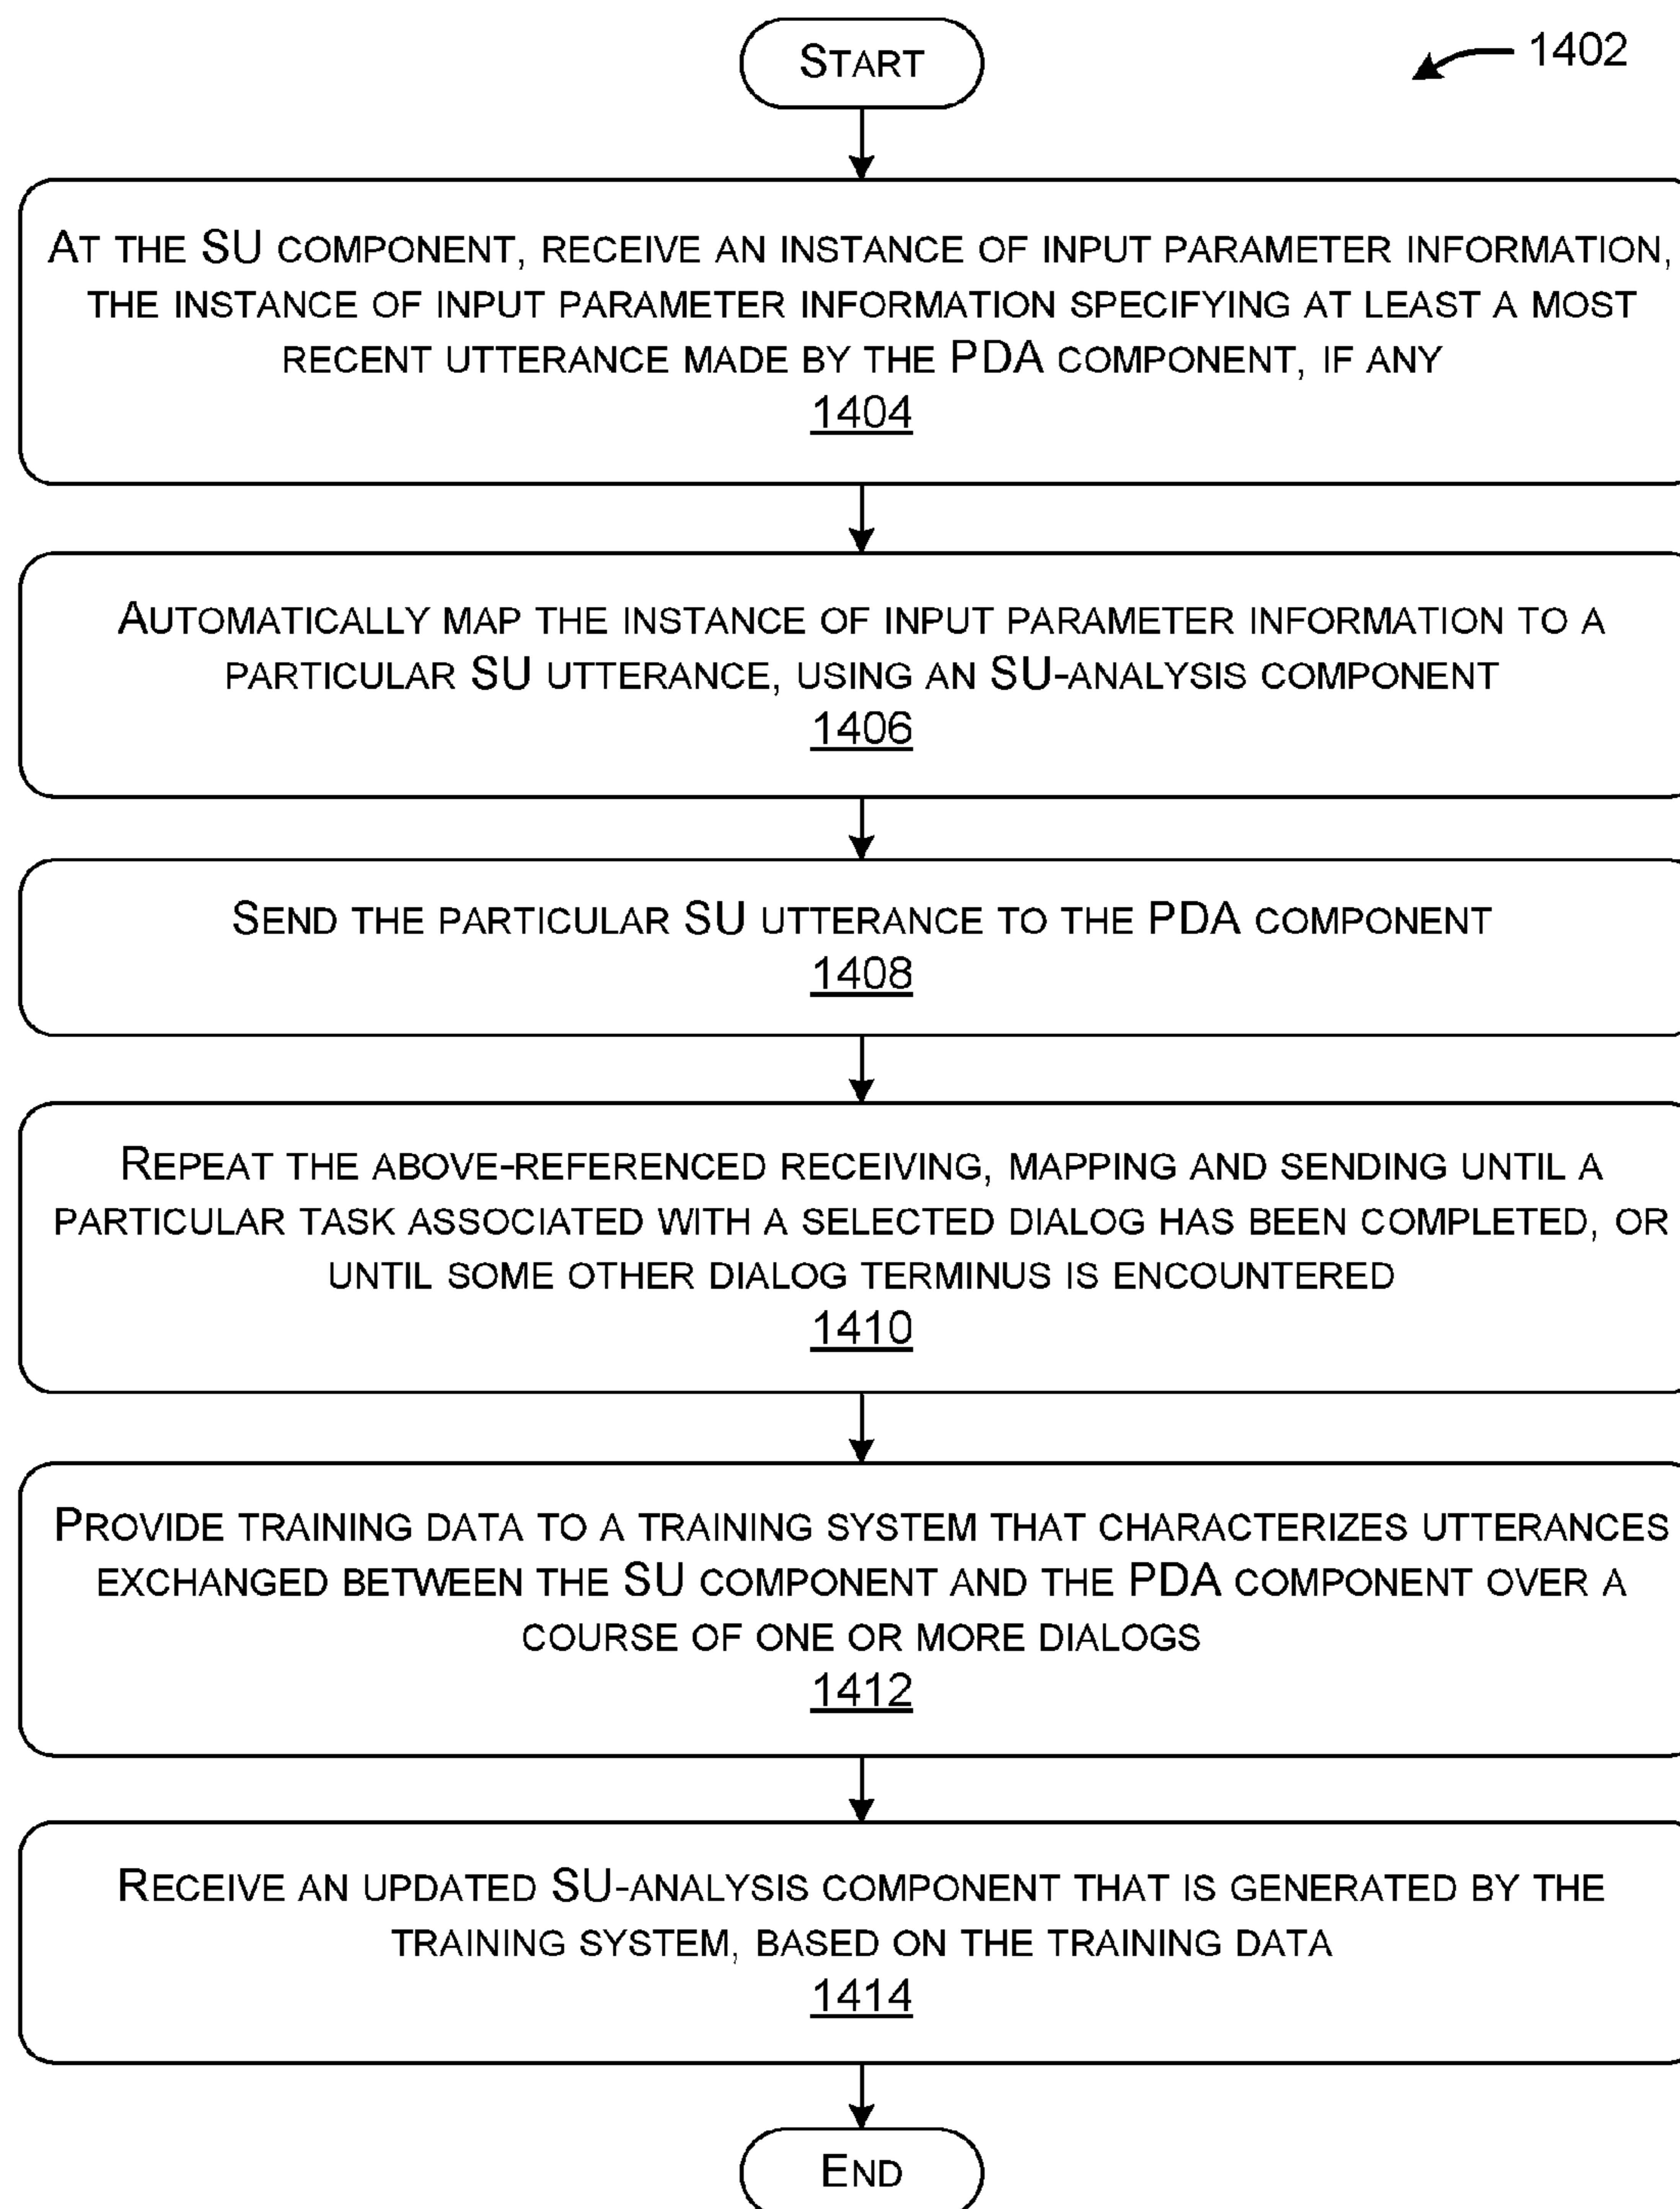 START
1402
AT THE SU COMPONENT, RECEIVE AN INSTANCE OF INPUT PARAMETER INFORMATION,
THE INSTANCE OF INPUT PARAMETER INFORMATION SPECIFYING AT LEAST A MOST
RECENT UTTERANCE MADE BY THE PDA COMPONENT, IF ANY
1404
AUTOMATICALLY MAP THE INSTANCE OF INPUT PARAMETER INFORMATION TO A
PARTICULAR SU UTTERANCE, USING AN SU-ANALYSIS COMPONENT
1406
SEND THE PARTICULAR SU UTTERANCE TO THE PDA COMPONENT
1408
REPEAT THE ABOVE-REFERENCED RECEIVING, MAPPING AND SENDING UNTIL A
PARTICULAR TASK ASSOCIATED WITH A SELECTED DIALOG HAS BEEN COMPLETED, OR
UNTIL SOME OTHER DIALOG TERMINUS IS ENCOUNTERED
1410
PROVIDE TRAINING DATA TO A TRAINING SYSTEM THAT CHARACTERIZES UTTERANCES
EXCHANGED BETWEEN THE SU COMPONENT AND THE PDA COMPONENT OVER A
COURSE OF ONE OR MORE DIALOGS
1412
RECEIVE AN UPDATED SU-ANALYSIS COMPONENT THAT IS GENERATED BY THE
TRAINING SYSTEM, BASED ON THE TRAINING DATA
1414
END